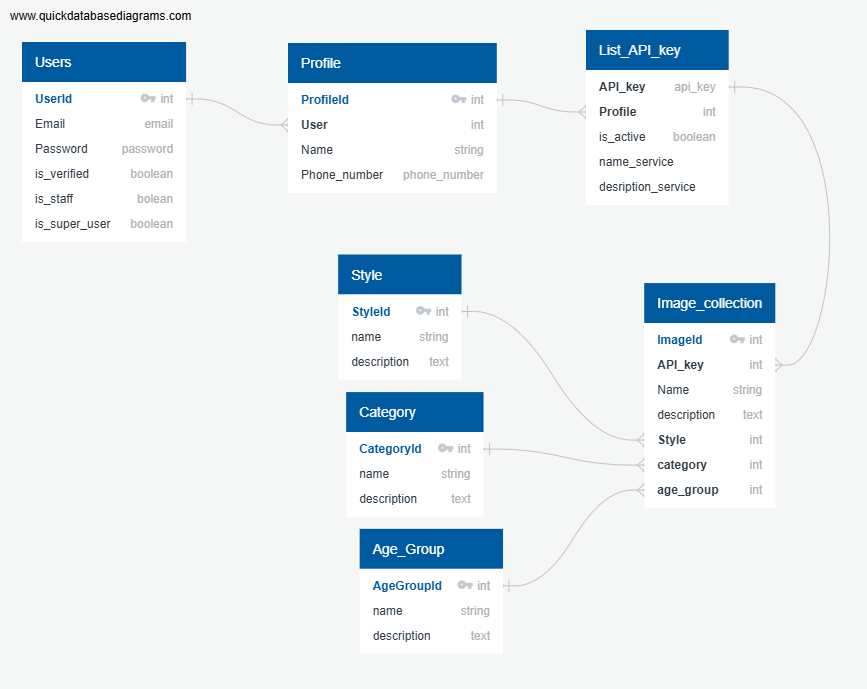 www.quickdatabasediagrams.com
Users
UserId int
Email email
Password password
is_verified boolean
is_staff bolean
is_super_user boolean
Profile
ProfileId int
User int
Name string
Phone_number phone_number
List_API_key
API_key api_key
Profile int
is_active boolean
name_service
desription_service
Style
StyleId int
name string
description text
Category
CategoryId int
name string
description text
Age_Group
AgeGroupId int
name string
description text
Image_collection
ImageId int
API_key int
Name string
description text
Style int
category int
age_group int